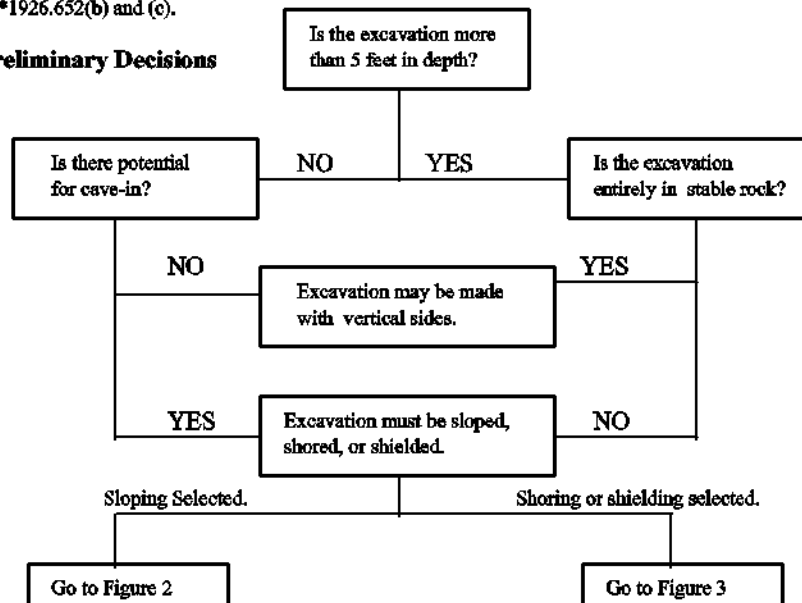 *1926.652(b) and (c).
Is the excavation more
than 5 feet in depth?
reliminary Decisions
Is there potential
for cave-in?
NO
YES
Is the excavation
entirely in stable rock?
NO
Excavation may be made
with vertical sides.
YES
YES
Excavation must be sloped,
shored, or shielded.
NO
Sloping Selected.
Shoring or shielding selected.
Go to Figure 2
Go to Figure 3